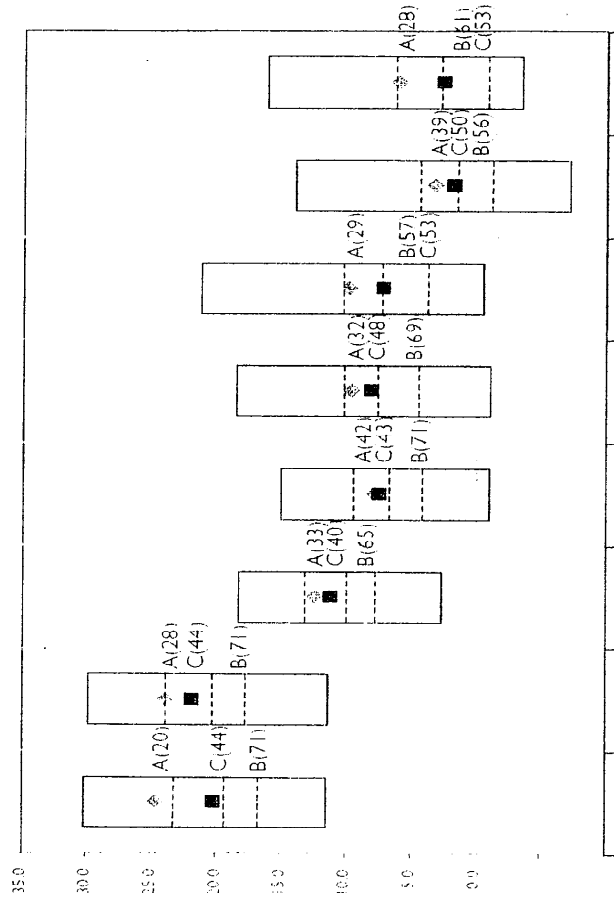 35.0
30.0
25.0
20.0
15.0
10.0
5.0
0.0
A(20)
C(44)
B(71)
A(28)
C(44)
B(71)
A(33)
C(40)
B(65)
A(42)
C(43)
B(71)
A(32)
C(48)
B(69)
A(29)
B(57)
C(53)
A(39)
C(50)
B(56)
A(28)
B(61)
C(53)